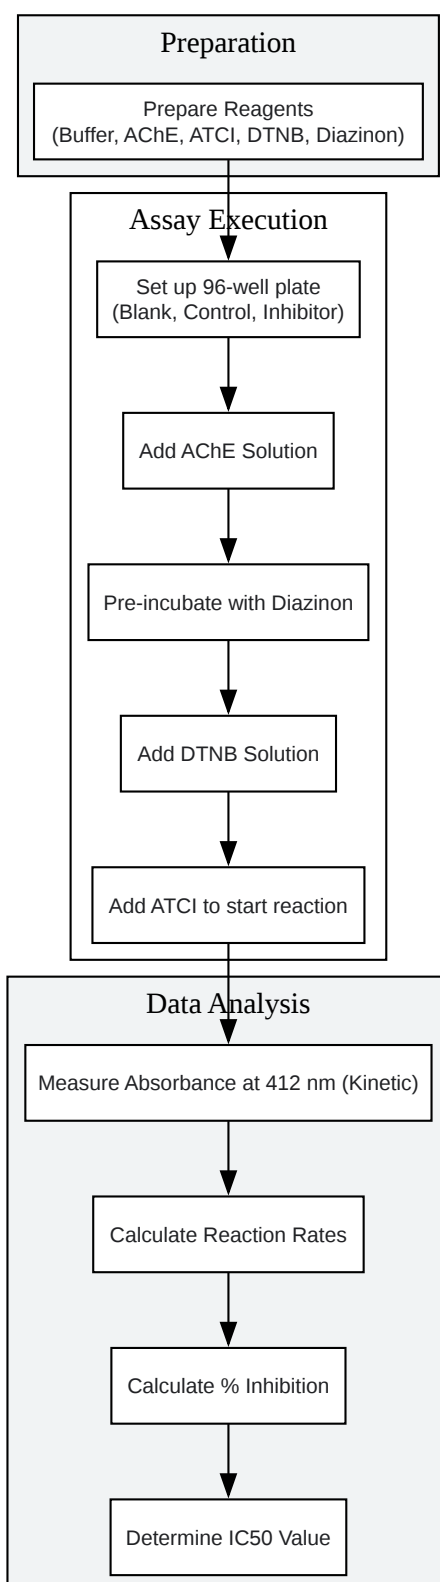 Preparation
Prepare Reagents
(Buffer, AChE, ATCI, DTNB, Diazinon)
Assay Execution
Set up 96-well plate
(Blank, Control, Inhibitor)
Add AChE Solution
Pre-incubate with Diazinon
Add DTNB Solution
Add ATCI to start reaction
Data Analysis
Measure Absorbance at 412 nm (Kinetic)
Calculate Reaction Rates
Calculate % Inhibition
Determine IC50 Value